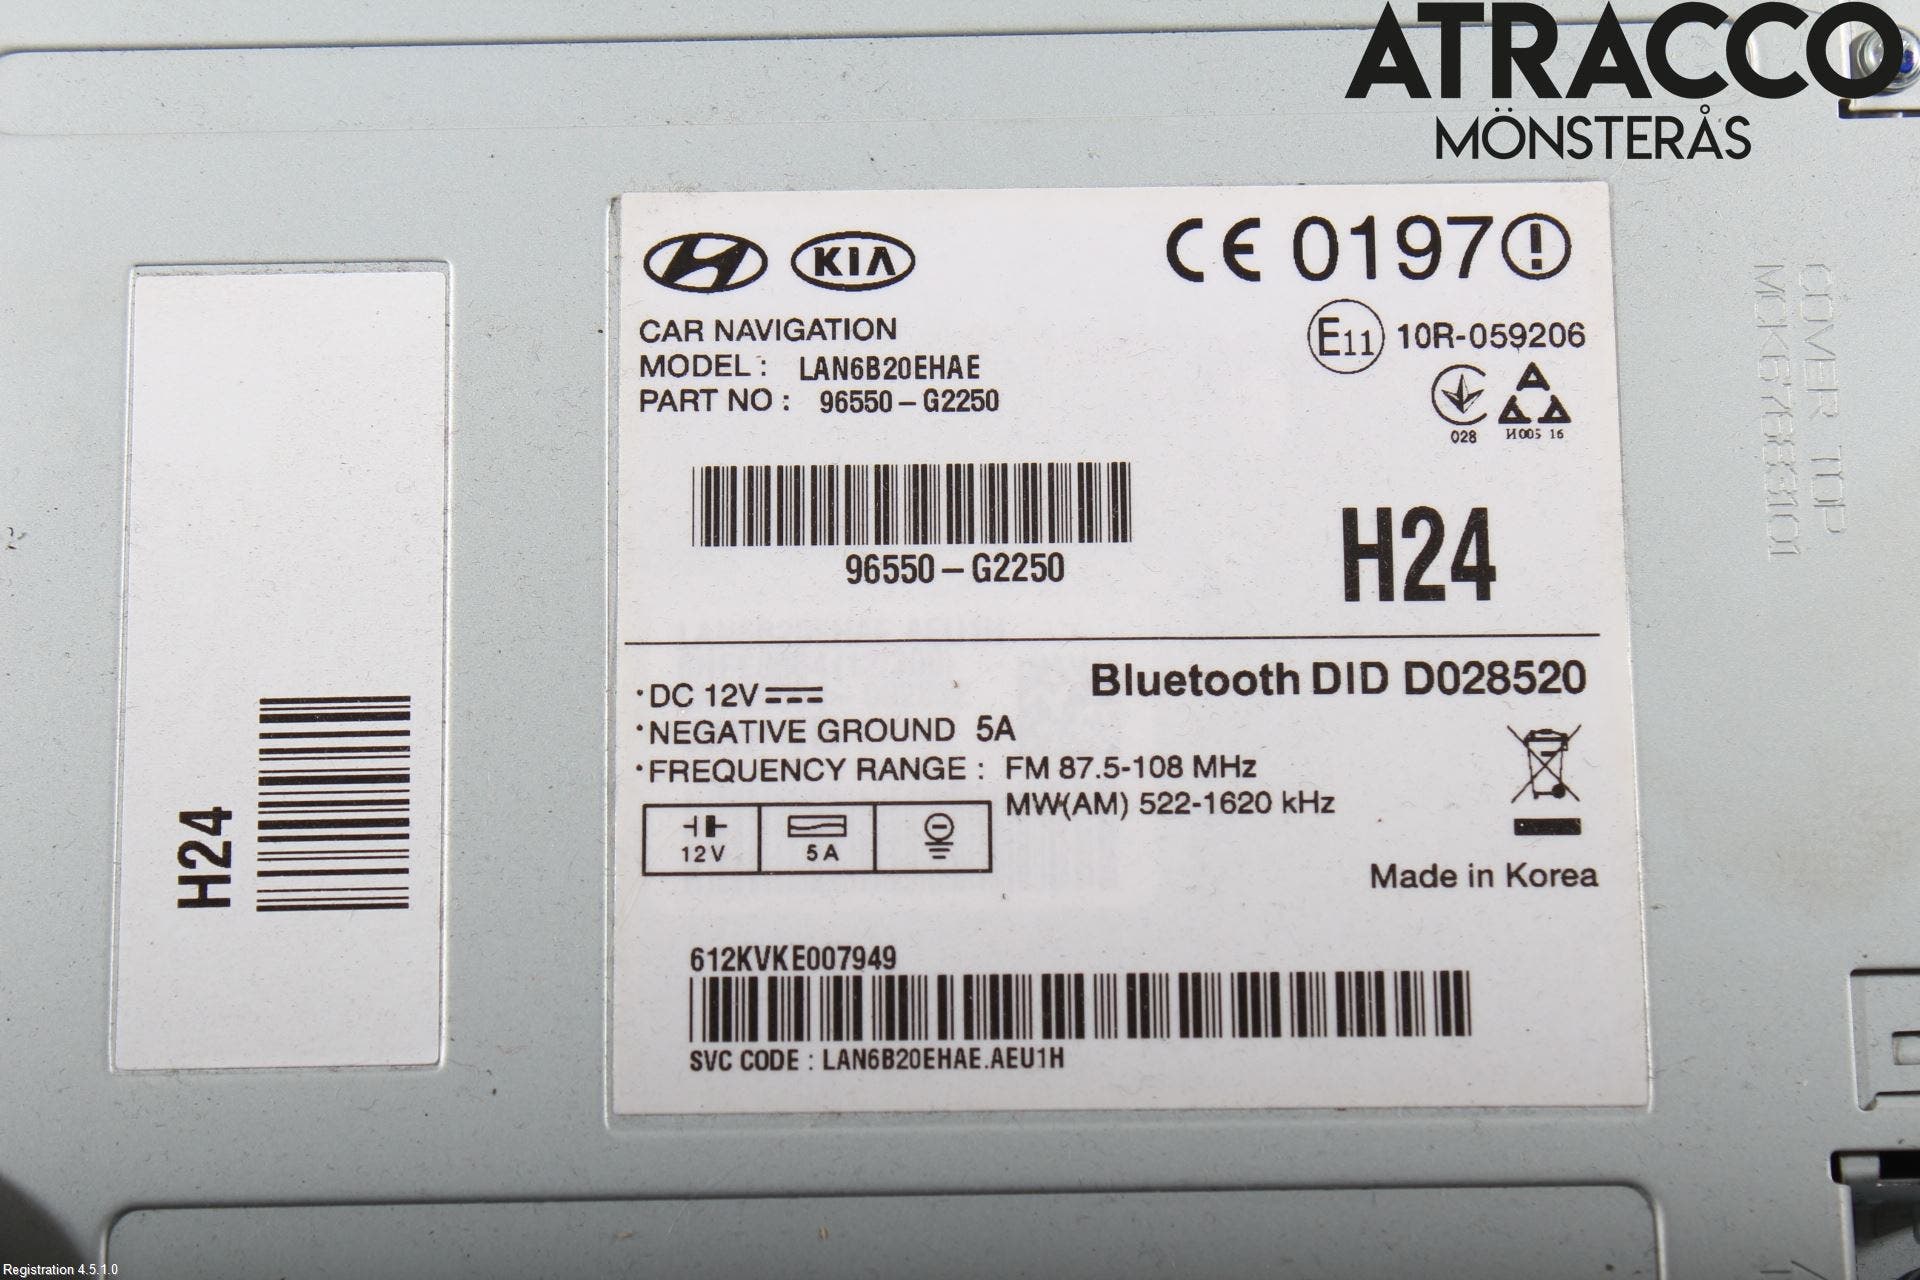 ATRACCO
MÖNSTERÅS
KIA
CE 0197
CAR NAVIGATION
MODEL : LAN6B20EHAE
PART NO : 96550-G2250
E11 10R-059206
028
И005 16
96550-G2250
H24
Bluetooth DID D028520
·DC 12V
·NEGATIVE GROUND 5A
·FREQUENCY RANGE : FM 87.5-108 MHz
MW(AM) 522-1620 kHz
12V
5A
Made in Korea
612KVKE007949
SVC CODE : LAN6B20EHAE.AEU1H
H24
COVER TOP
Registration 4.5.1.0